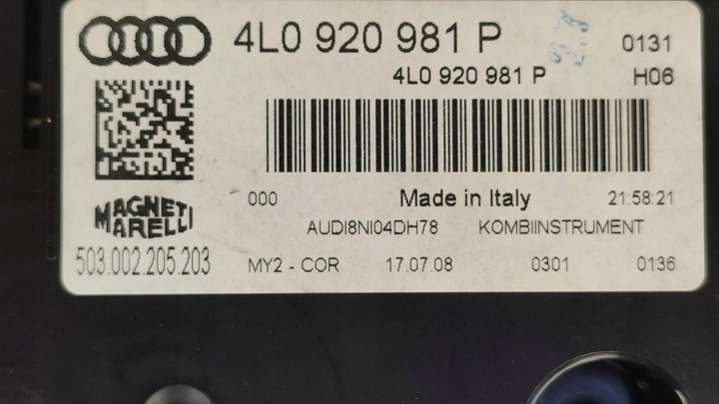 4L0 920 981 P
0131
4L0 920 981 P
H06
000
Made in Italy
21:58:21
MAGNETI
MARELLI
AUDI8NI04DH78
KOMBIINSTRUMENT
503.002.205.203
MY2 - COR
17.07.08
0301
0136